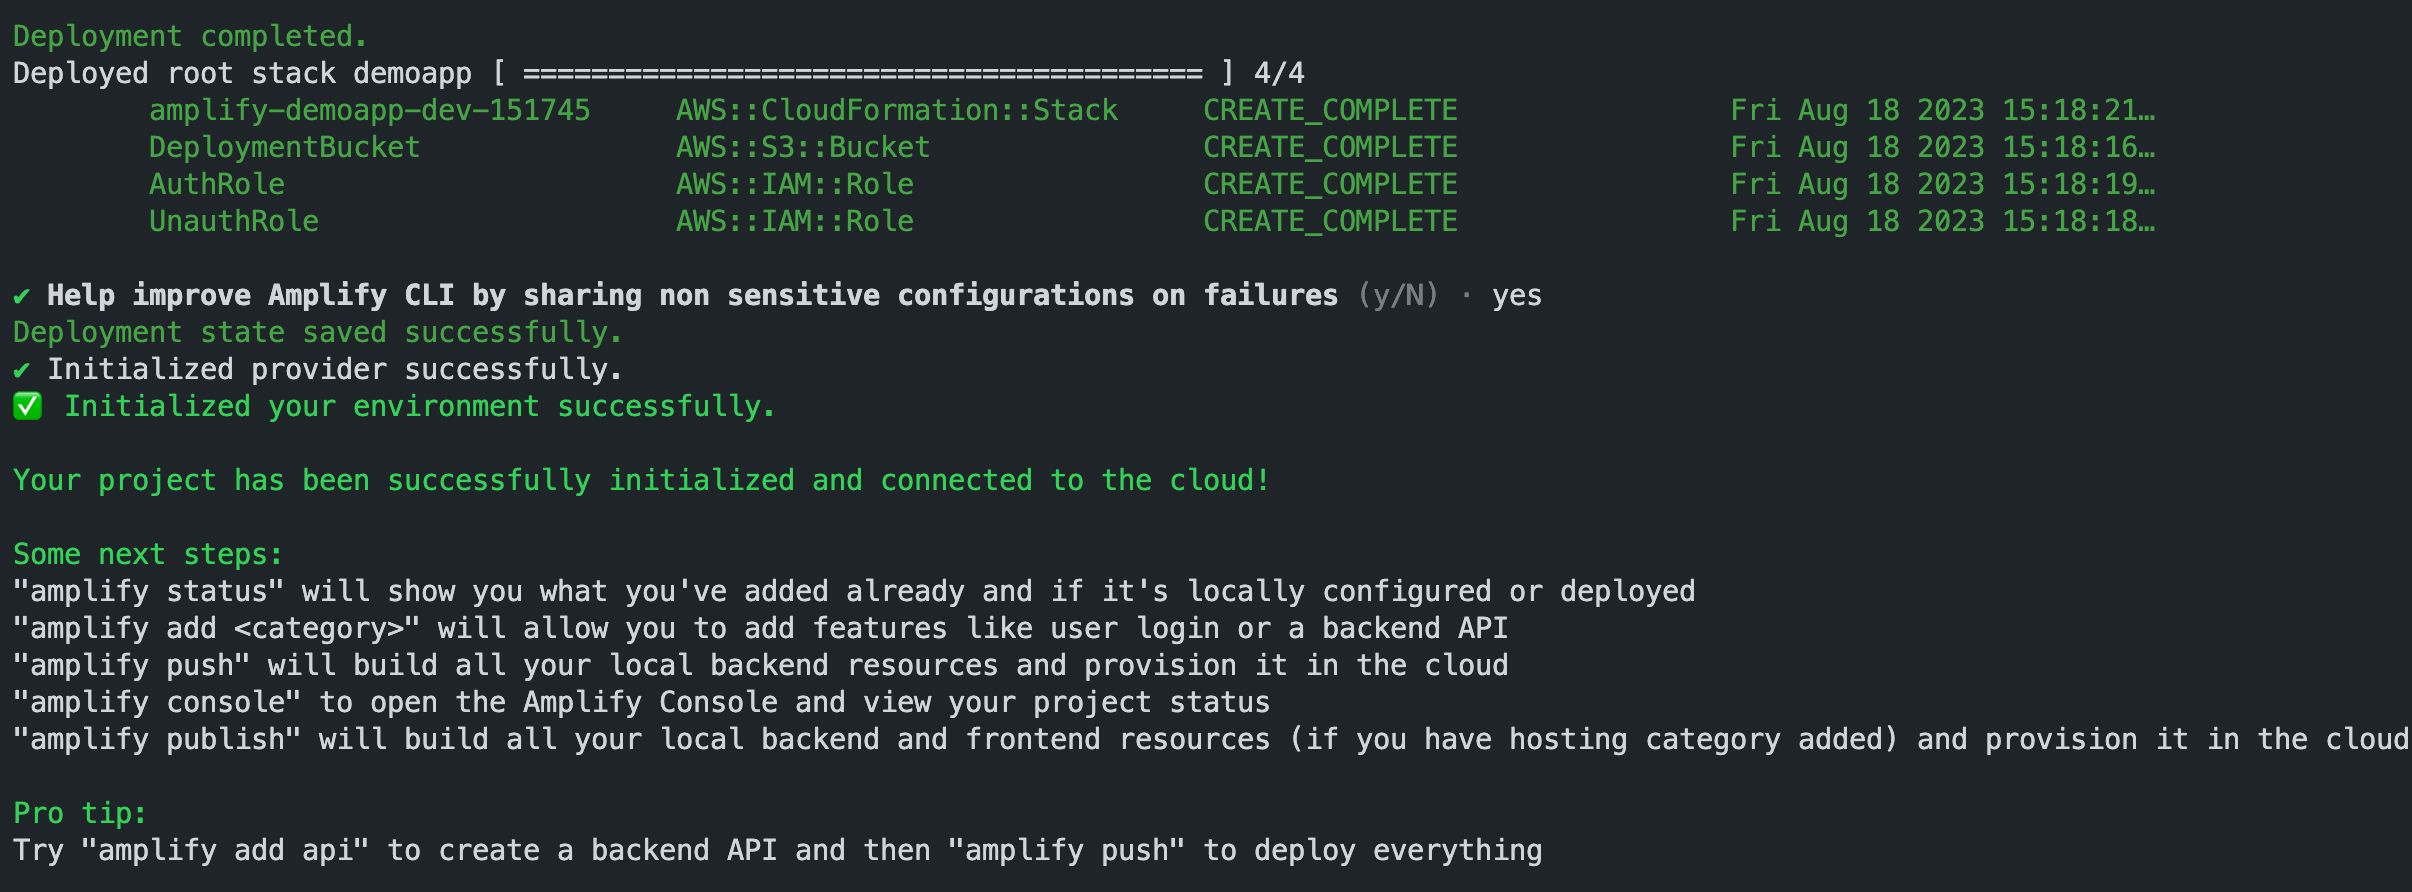 Deployment completed.
Deployed root stack demoapp [ ======================================== ] 4/4
amplify-demoapp-dev-151745 AWS::CloudFormation::Stack CREATE_COMPLETE Fri Aug 18 2023 15:18:21…
DeploymentBucket AWS::S3::Bucket CREATE_COMPLETE Fri Aug 18 2023 15:18:16…
AuthRole AWS::IAM::Role CREATE_COMPLETE Fri Aug 18 2023 15:18:19…
UnauthRole AWS::IAM::Role CREATE_COMPLETE Fri Aug 18 2023 15:18:18…
✔ Help improve Amplify CLI by sharing non sensitive configurations on failures (y/N) · yes
Deployment state saved successfully.
✔ Initialized provider successfully.
✅ Initialized your environment successfully.
Your project has been successfully initialized and connected to the cloud!
Some next steps:
"amplify status" will show you what you've added already and if it's locally configured or deployed
"amplify add <category>" will allow you to add features like user login or a backend API
"amplify push" will build all your local backend resources and provision it in the cloud
"amplify console" to open the Amplify Console and view your project status
"amplify publish" will build all your local backend and frontend resources (if you have hosting category added) and provision it in the cloud
Pro tip:
Try "amplify add api" to create a backend API and then "amplify push" to deploy everything